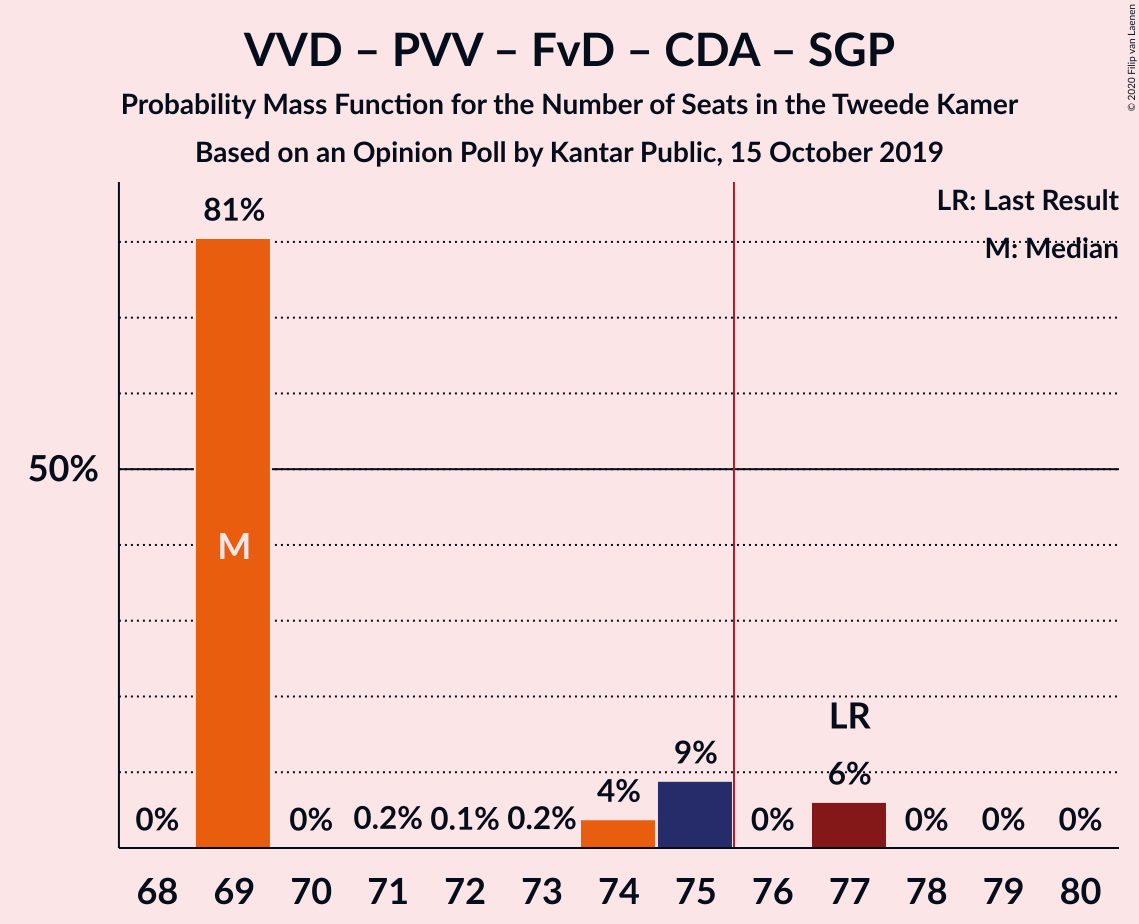 VVD – PVV – FvD – CDA – SGP
Probability Mass Function for the Number of Seats in the Tweede Kamer
Based on an Opinion Poll by Kantar Public, 15 October 2019
© 2020 Filip van Laenen
LR: Last Result
M: Median
81%
50%
M
LR
0% 0% 0.2% 0.1% 0.2% 4% 9% 0% 6% 0% 0% 0%
68 69 70 71 72 73 74 75 76 77 78 79 80